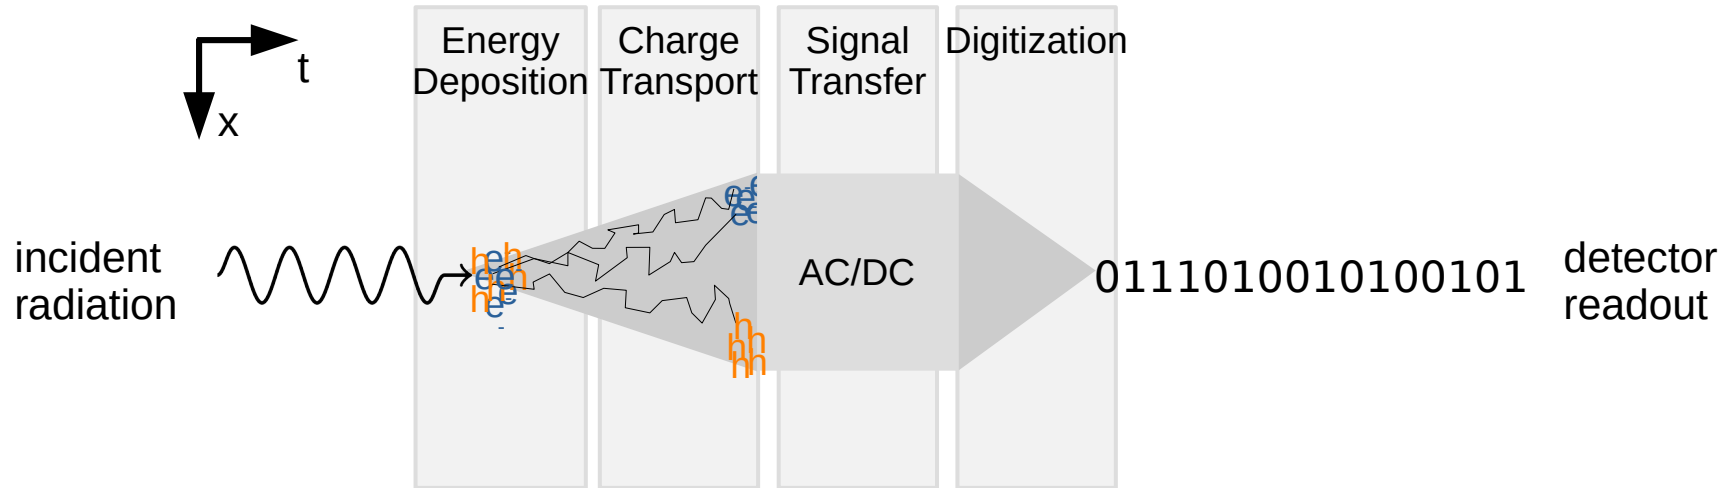 t
x
Energy
Deposition
Charge
Transport
Signal
Transfer
Digitization
incident
radiation
h e h
e e h
h e
e
-
e e e
e e
AC/DC
h
h h
h h
0111010010100101
detector
readout